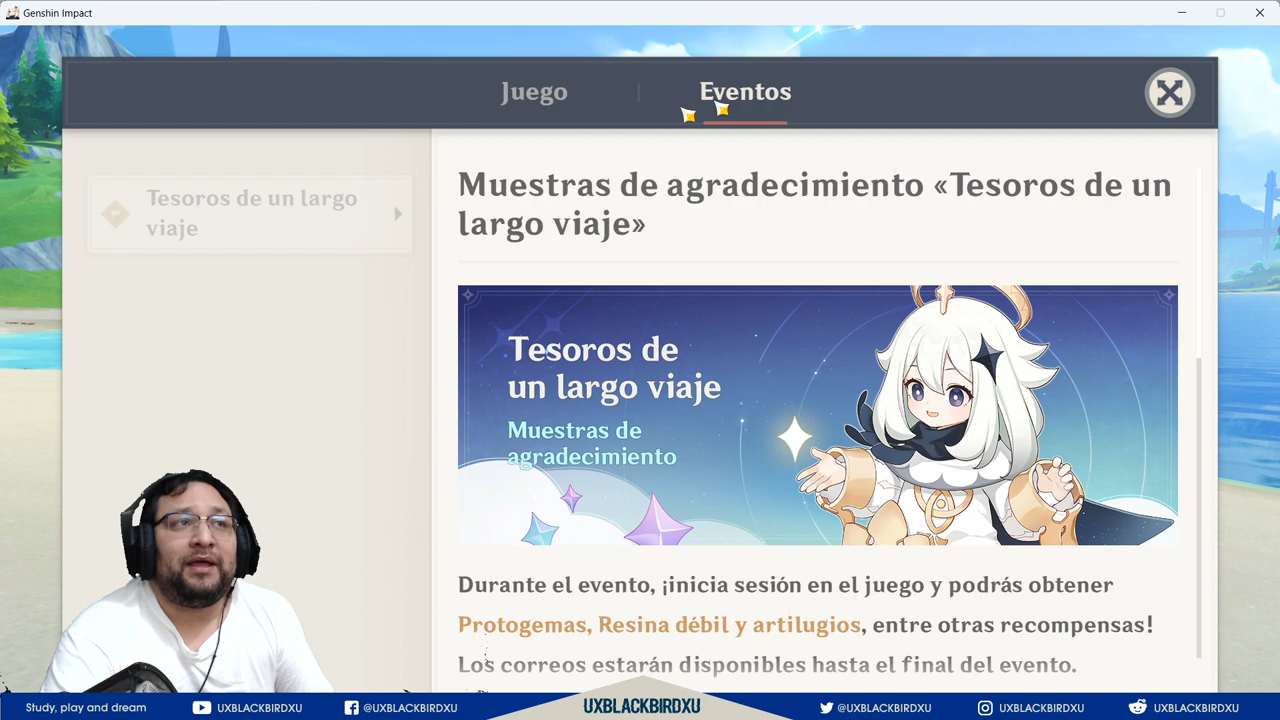 Genshin Impact
Juego
Eventos
Tesoros de un largo
viaje
Muestras de agradecimiento «Tesoros de un
largo viaje»
Tesoros de
un largo viaje
Muestras de
agradecimiento
Durante el evento, ¡inicia sesión en el juego y podrás obtener
Protogemas, Resina débil y artilugios, entre otras recompensas!
Los correos estarán disponibles hasta el final del evento.
Study, play and dream
UXBLACKBIRDXU
@UXBLACKBIRDXU
UXBLACKBIRDXU
@UXBLACKBIRDXU
UXBLACKBIRDXU
UXBLACKBIRDXU